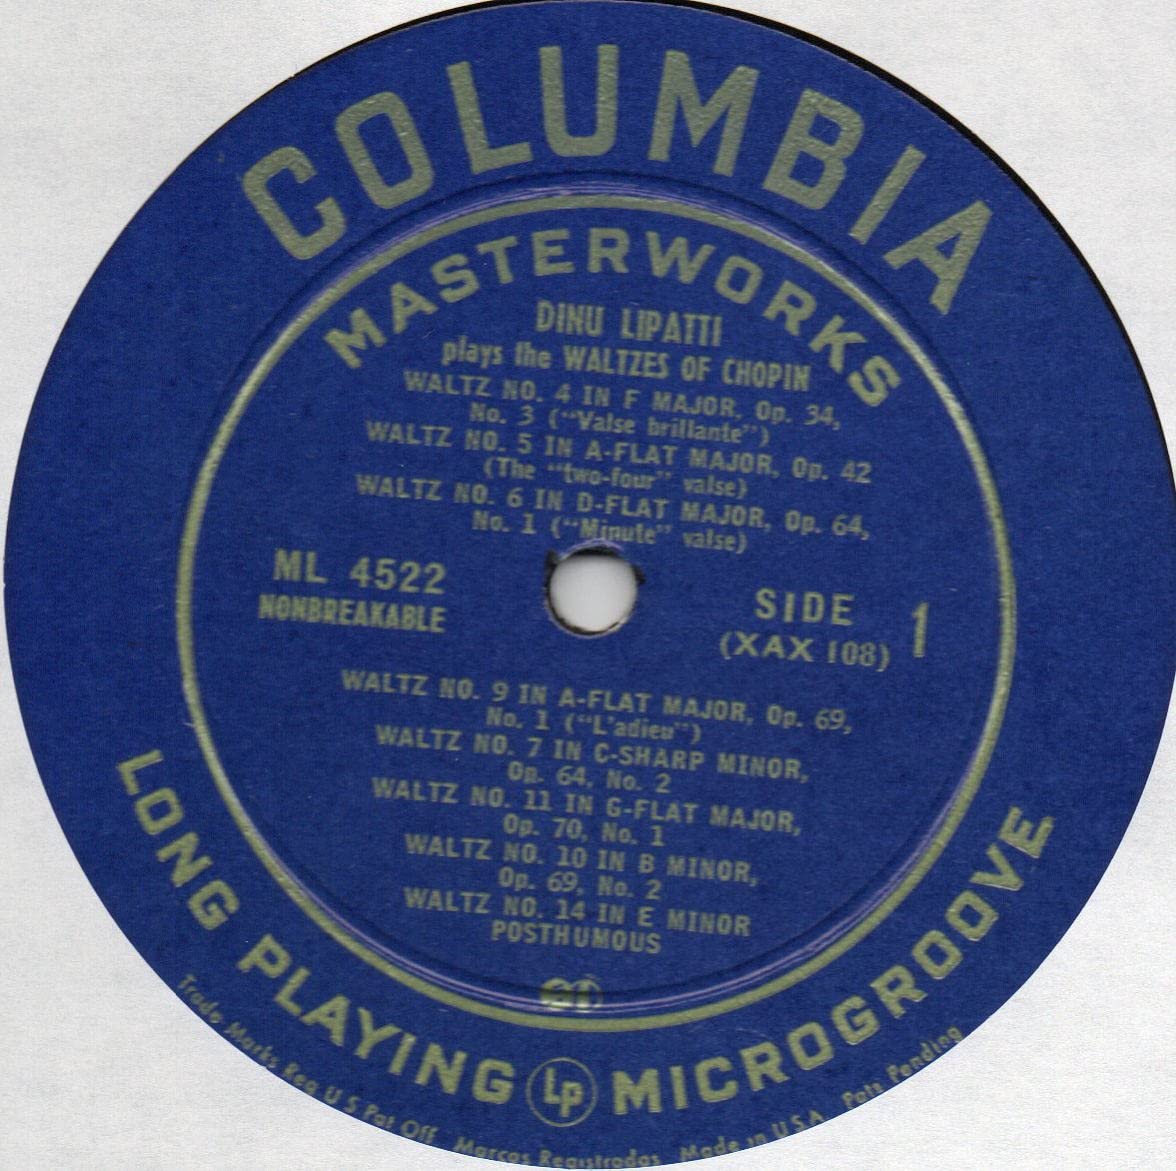 COLUMBIA
MASTERWORKS
DINU LIPATTI
plays the WALTZES OF CHOPIN
WALTZ NO. 4 IN F MAJOR, Op. 34,
No. 3 ("Valse brillante")
WALTZ NO. 5 IN A-FLAT MAJOR, Op. 42
(The "two-four" valse)
WALTZ NO. 6 IN D-FLAT MAJOR, Op. 64,
No. 1 ("Minute" valse)
ML 4522
NONBREAKABLE
SIDE 1
(XAX 108)
WALTZ NO. 9 IN A-FLAT MAJOR, Op. 69,
No. 1 ("L'adieu")
WALTZ NO. 7 IN C-SHARP MINOR,
Op. 64, No. 2
WALTZ NO. 11 IN G-FLAT MAJOR,
Op. 70, No. 1
WALTZ NO. 10 IN B MINOR,
Op. 69, No. 2
WALTZ NO. 14 IN E MINOR
POSTHUMOUS
LONG PLAYING LP MICROGROOVE
Trade Marks Reg U S Pat Off Marcas Registradas Made in U.S.A. Pats Pending